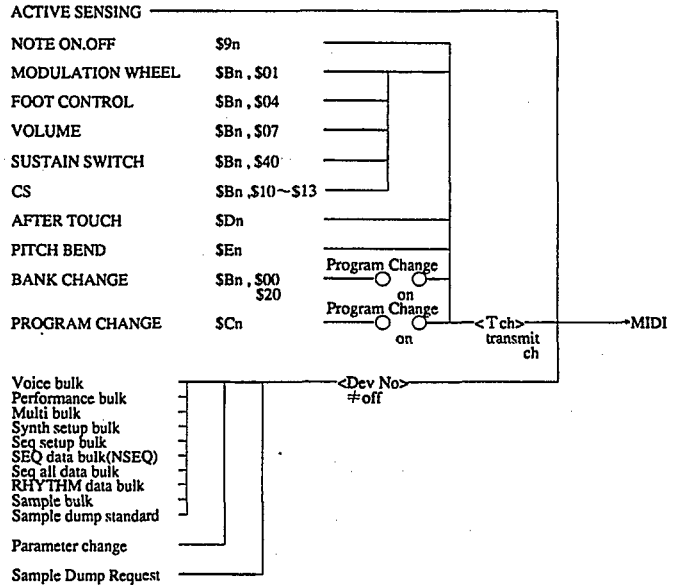 ACTIVE SENSING
NOTE ON.OFF $9n
MODULATION WHEEL $Bn , $01
FOOT CONTROL $Bn , $04
VOLUME $Bn , $07
SUSTAIN SWITCH $Bn , $40
CS $Bn ,$10~$13
AFTER TOUCH $Dn
PITCH BEND $En
Program Change
BANK CHANGE $Bn , $00
$20 on
Program Change
PROGRAM CHANGE $Cn <T ch> MIDI
on transmit
ch
Voice bulk <Dev No>
Performance bulk ≠off
Multi bulk
Synth setup bulk
Seq setup bulk
SEQ data bulk(NSEQ)
Seq all data bulk
RHYTHM data bulk
Sample bulk
Sample dump standard
Parameter change
Sample Dump Request